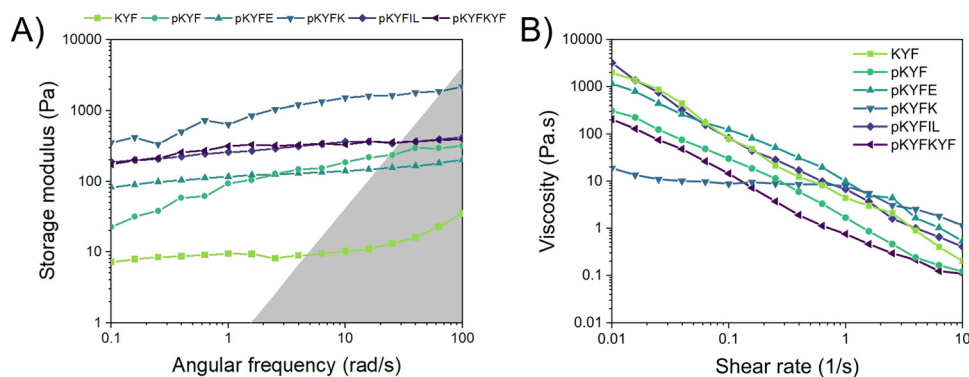 A)
KYF pKYF pKYFE pKYFK pKYFIL pKYFKYF
10000
1000
100
10
1
0.1 1 10 100
Storage modulus (Pa)
Angular frequency (rad/s)
B)
KYF
pKYF
pKYFE
pKYFK
pKYFIL
pKYFKYF
10000
1000
100
10
1
0.1
0.01
0.01 0.1 1 10
Viscosity (Pa.s)
Shear rate (1/s)